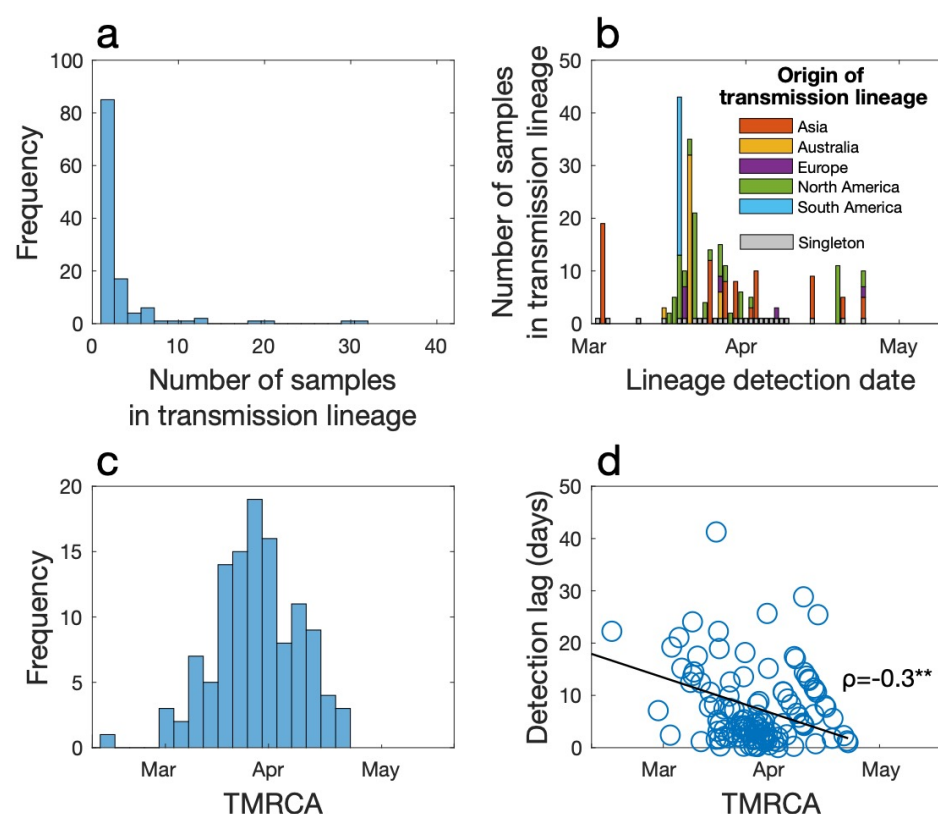 a
100
80
60
40
20
0
Frequency
0 10 20 30 40
Number of samples
in transmission lineage
b
50
40
30
20
10
0
Number of samples
in transmission lineage
Origin of
transmission lineage
Asia
Australia
Europe
North America
South America
Singleton
Mar Apr May
Lineage detection date
c
20
15
10
5
0
Frequency
Mar Apr May
TMRCA
d
50
40
30
20
10
0
Detection lag (days)
ρ=-0.3**
Mar Apr May
TMRCA